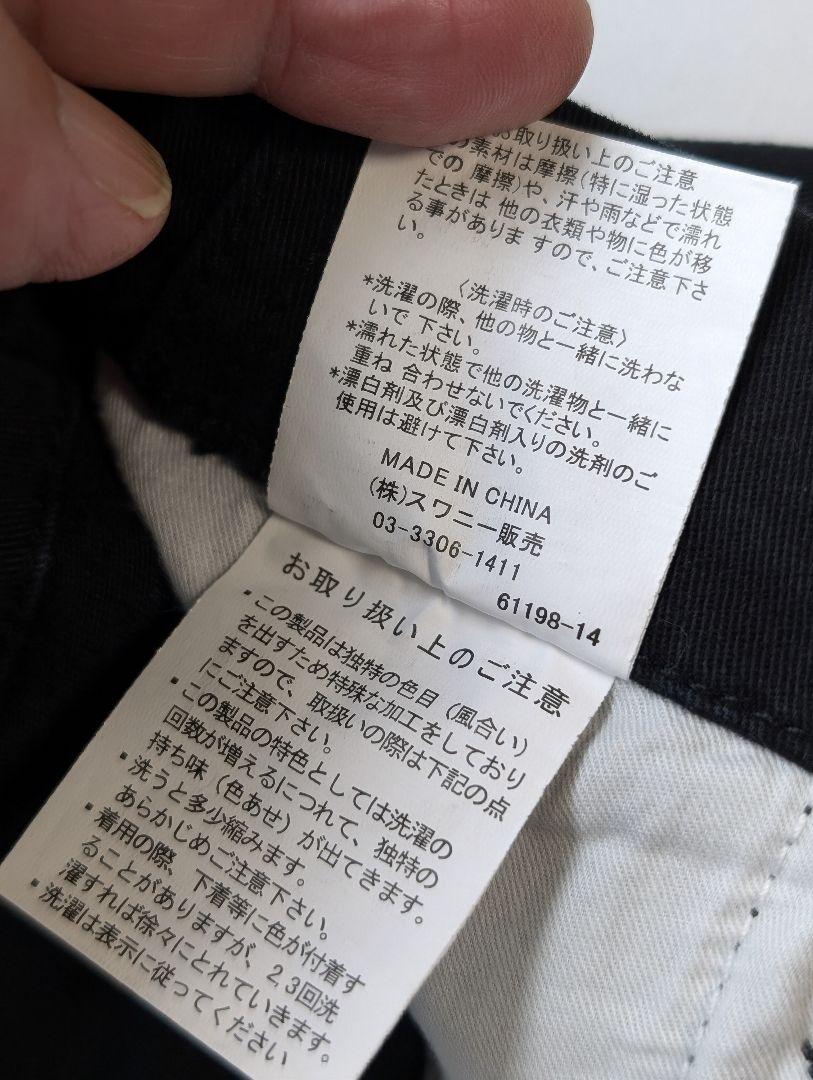 お取り扱い上のご注意
の素材は摩擦(特に湿った状態
での 摩擦)や、汗や雨などで濡れ
たときは 他の衣類や物に色が移
る事がありま すので、ご注意下さ
い。
〈洗濯時のご注意〉
*洗濯の際、他の物と一緒に洗わな
いで 下さい。
*濡れた状態で他の洗濯物と一緒に
重ね 合わせないでください。
*漂白剤及び漂白剤入りの洗剤のご
使用は避けて下さい。
MADE IN CHINA
(株)スワニー販売
03-3306-1411
61198-14
お取り扱い上のご注意
▪この製品は独特の色目（風合い）
を出すため特殊な加工をしており
ますので、取扱いの際は下記の点
にご注意下さい。
▪この製品の特色としては洗濯の
回数が増えるにつれて、独特の
持ち味（色あせ）が出てきます。
▪洗うと多少縮みます。
あらかじめご注意下さい。
▪着用の際、下着等に色が付着す
ることがありますが、2.3回洗
濯すれば徐々にとれていきます。
▪洗濯は表示に従ってください